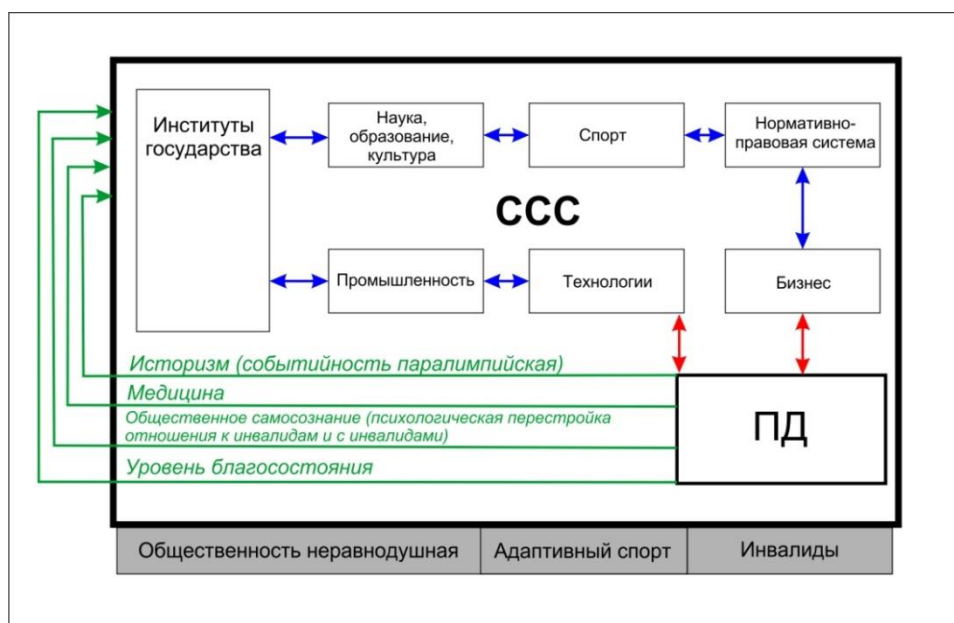 Институты
государства
Наука,
образование,
культура
Спорт
Нормативно-
правовая система
ССС
Промышленность
Технологии
Бизнес
Историзм (событийность паралимпийская)
Медицина
Общественное самосознание (психологическая перестройка
отношения к инвалидам и с инвалидами)
Уровень благосостояния
ПД
Общественность неравнодушная
Адаптивный спорт
Инвалиды